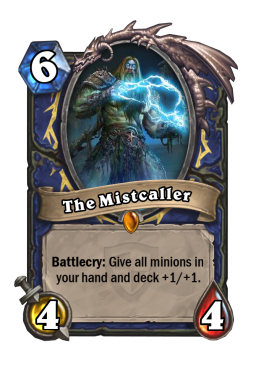 6
The Mistcaller
Battlecry: Give all minions in
your hand and deck +1/+1.
4 4